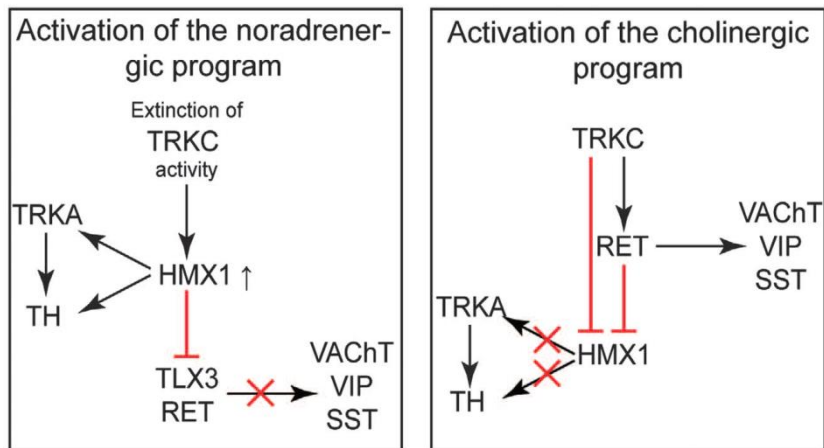 Activation of the noradrener-
gic program
Extinction of
TRKC
activity
TRKA
HMX1 ↑
TH
TLX3
RET
VAChT
VIP
SST
Activation of the cholinergic
program
TRKC
RET
VAChT
VIP
SST
TRKA
HMX1
TH